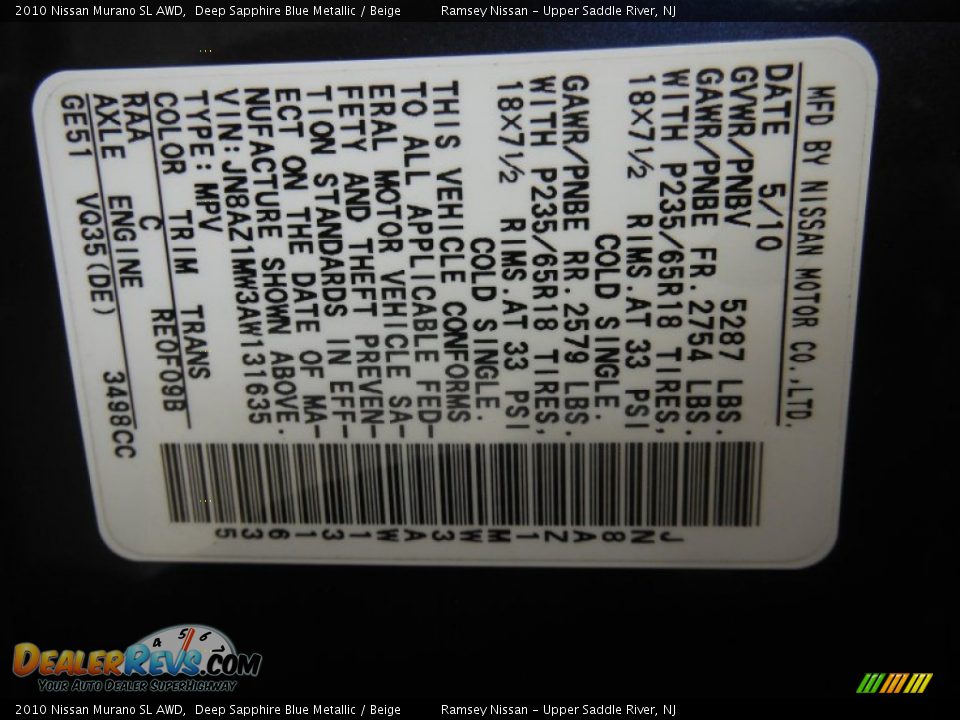 2010 Nissan Murano SL AWD, Deep Sapphire Blue Metallic / Beige Ramsey Nissan - Upper Saddle River, NJ
MFD BY NISSAN MOTOR CO.,LTD.
DATE 5/10
GVWR/PNBV 5287 LBS.
GAWR/PNBE FR.2754 LBS.
WITH P235/65R18 TIRES,
18X7½ RIMS.AT 33 PSI
COLD SINGLE.
GAWR/PNBE RR.2579 LBS.
WITH P235/65R18 TIRES,
18X7½ RIMS.AT 33 PSI
COLD SINGLE.
THIS VEHICLE CONFORMS
TO ALL APPLICABLE FED-
ERAL MOTOR VEHICLE SA-
FETY AND THEFT PREVEN-
TION STANDARDS IN EFF-
ECT ON THE DATE OF MA-
NUFACTURE SHOWN ABOVE.
VIN:JN8AZ1MW3AW131635
TYPE:MPV
COLOR TRIM TRANS
RAA C RE0F09B
AXLE ENGINE
GE51 VQ35(DE) 3498CC
JN8AZ1MW3AW131635
4 5 6 7
DEALERREVS.COM
YOUR AUTO DEALER SUPERHIGHWAY
2010 Nissan Murano SL AWD, Deep Sapphire Blue Metallic / Beige Ramsey Nissan - Upper Saddle River, NJ